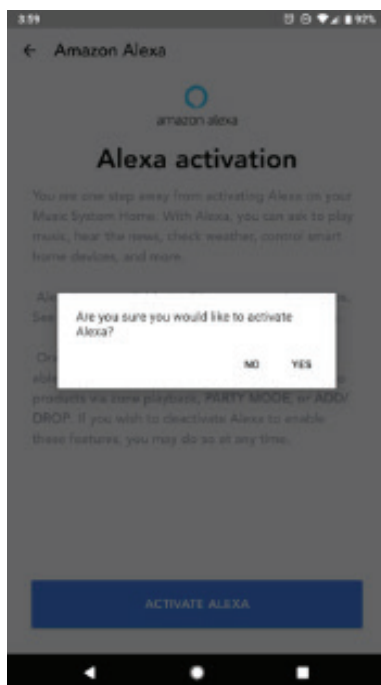 3:59
92%
Amazon Alexa
amazon alexa
Alexa activation
You are one step away from activating Alexa on your
Music System Home. With Alexa, you can ask to play
music, hear the news, check weather, control smart
home devices, and more.
See
Are you sure you would like to activate
Alexa?
NO YES
products via zone playback, PARTY MODE, or ADD/
DROP. If you wish to deactivate Alexa to enable
these features, you may do so at any time.
ACTIVATE ALEXA